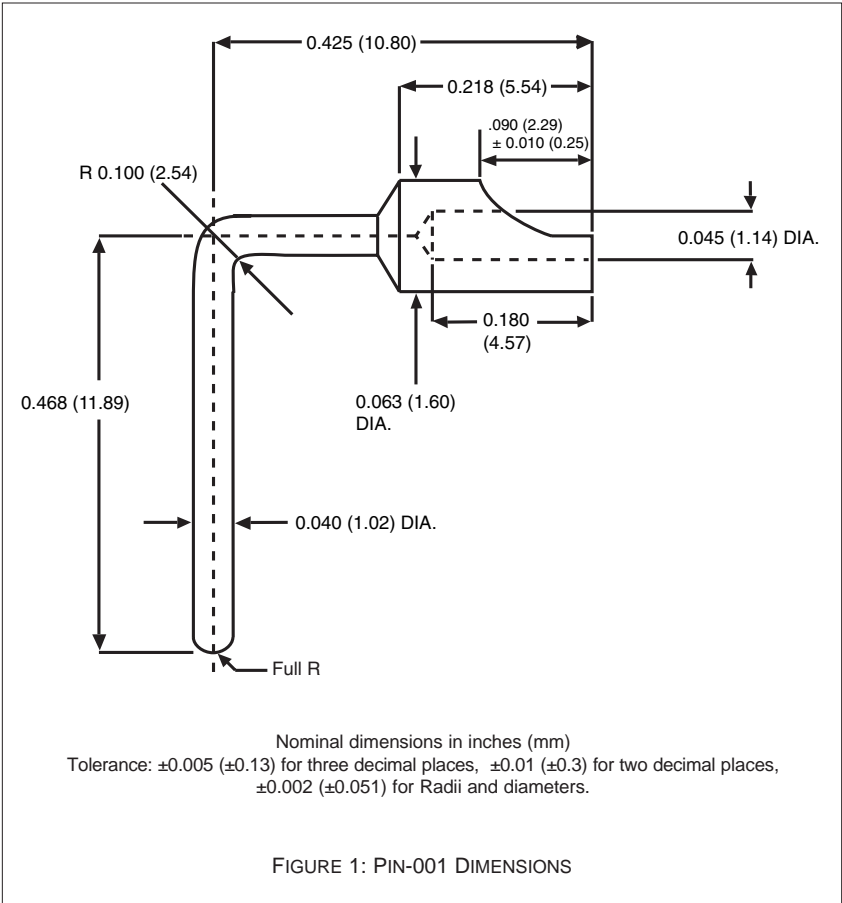 0.425 (10.80)
0.218 (5.54)
.090 (2.29)
± 0.010 (0.25)
R 0.100 (2.54)
0.045 (1.14) DIA.
0.180
(4.57)
0.468 (11.89)
0.063 (1.60)
DIA.
0.040 (1.02) DIA.
Full R
Nominal dimensions in inches (mm)
Tolerance: ±0.005 (±0.13) for three decimal places, ±0.01 (±0.3) for two decimal places,
±0.002 (±0.051) for Radii and diameters.
FIGURE 1: PIN-001 DIMENSIONS